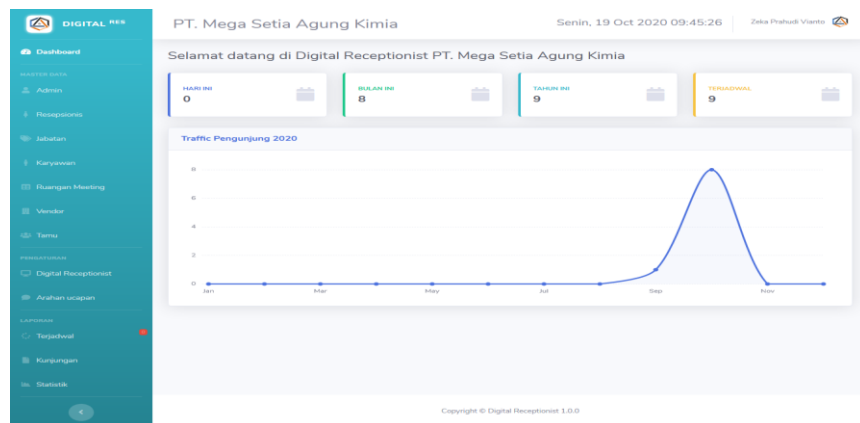 DIGITAL RES
PT. Mega Setia Agung Kimia
Senin, 19 Oct 2020 09:45:26
Zeka Prahudi Vianto
Dashboard
MASTER DATA
Admin
Resepsionis
Jabatan
Karyawan
Ruangan Meeting
Vendor
Tamu
PENGATURAN
Digital Receptionist
Arahan ucapan
LAPORAN
Terjadwal
Kunjungan
Statistik
Selamat datang di Digital Receptionist PT. Mega Setia Agung Kimia
HARI INI
0
BULAN INI
8
TAHUN INI
9
TERJADWAL
9
Traffic Pengunjung 2020
8
6
4
2
0
Jan Mar May Jul Sep Nov
Copyright © Digital Receptionist 1.0.0